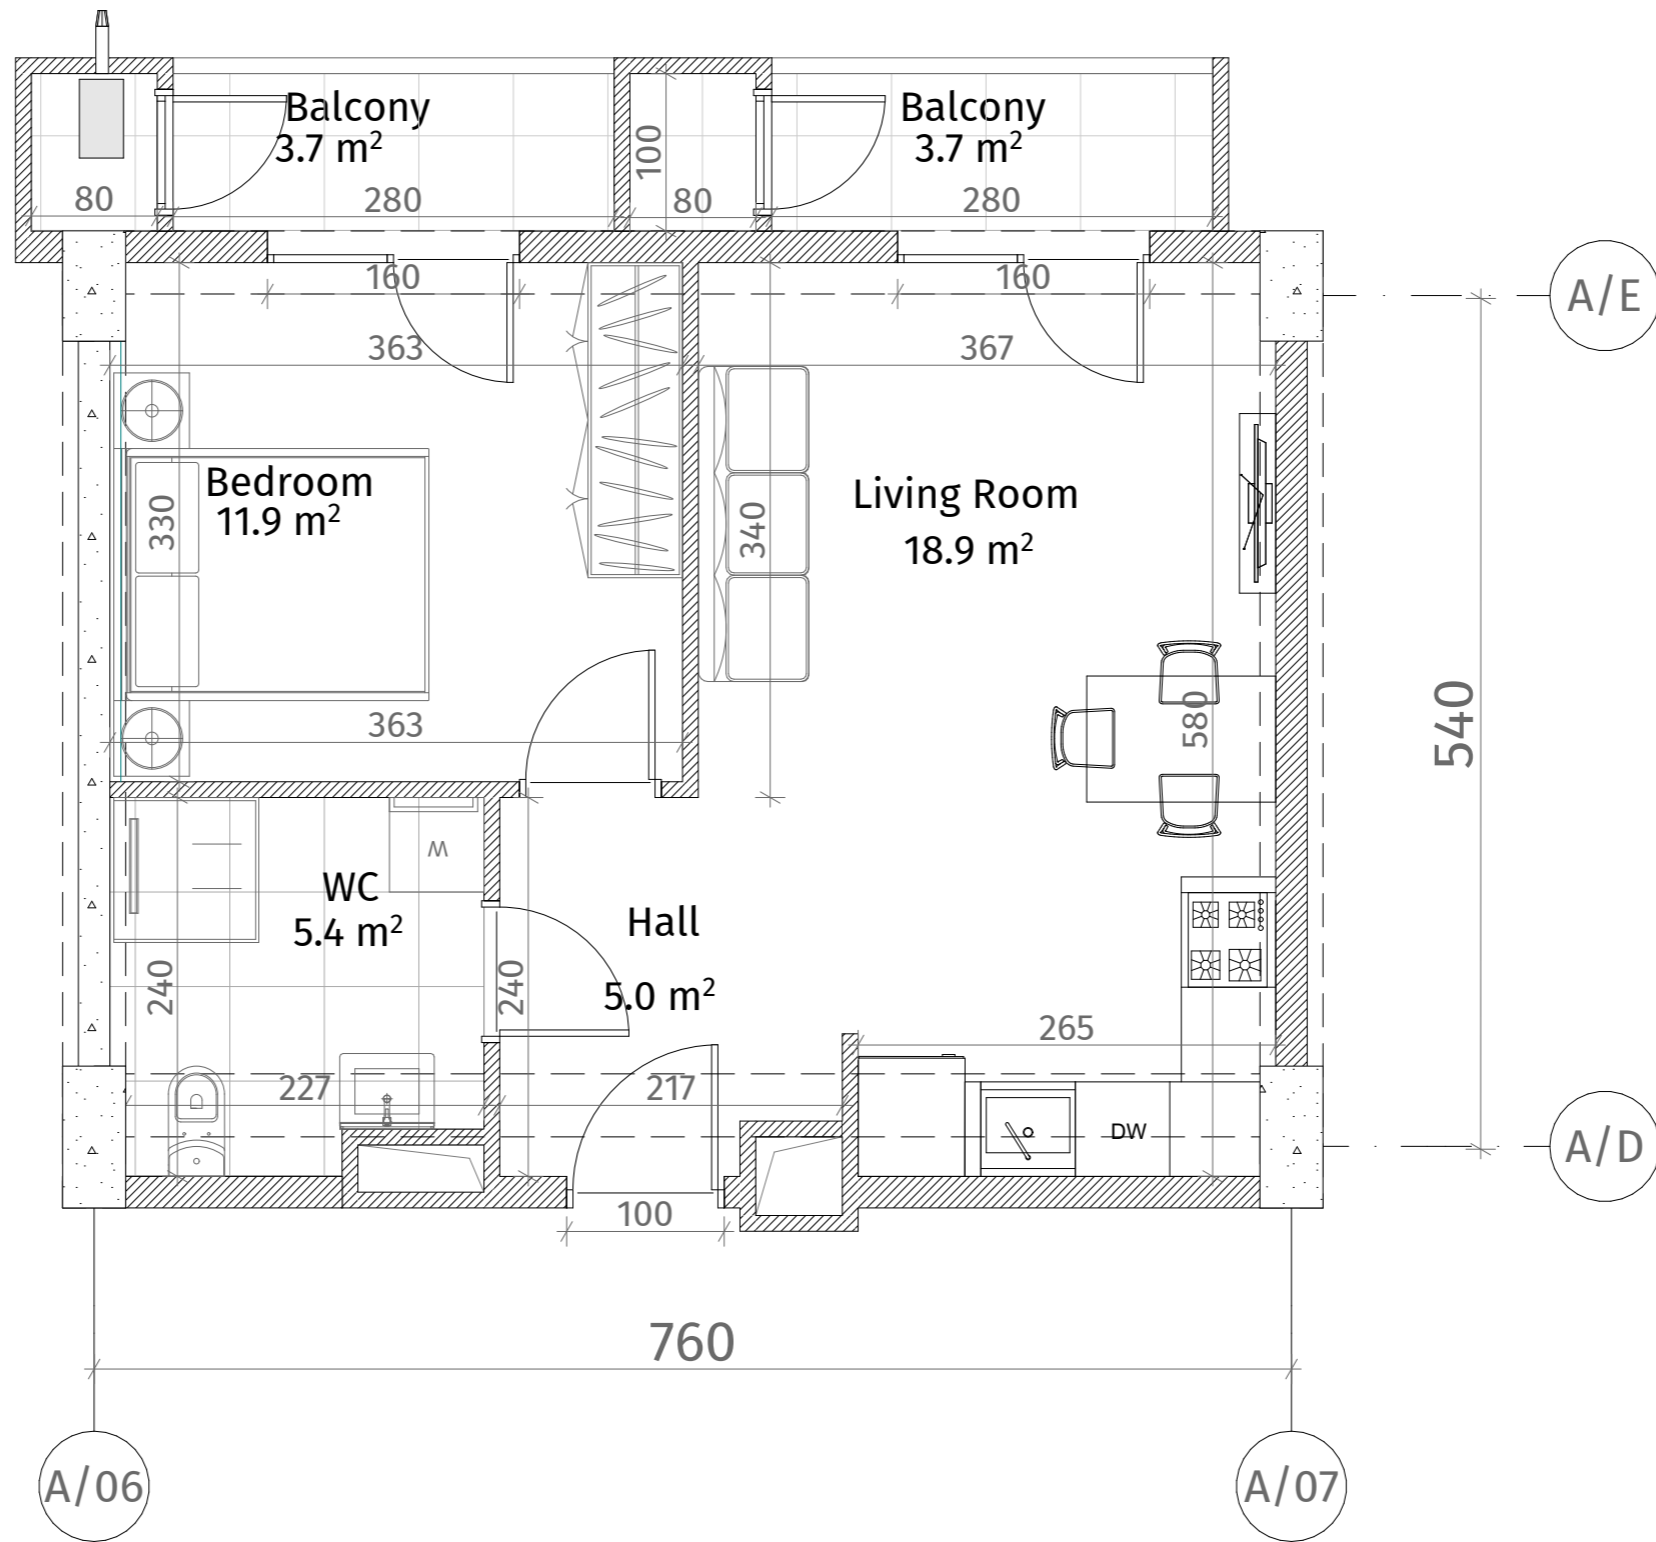 Balcony
3.7 m²
Balcony
3.7 m²
100
80
280
80
280
160
160
A/E
363
367
Bedroom
11.9 m²
330
Living Room
18.9 m²
340
580
540
363
W
WC
5.4 m²
Hall
5.0 m²
240
240
265
227
217
DW
A/D
100
760
A/06
A/07